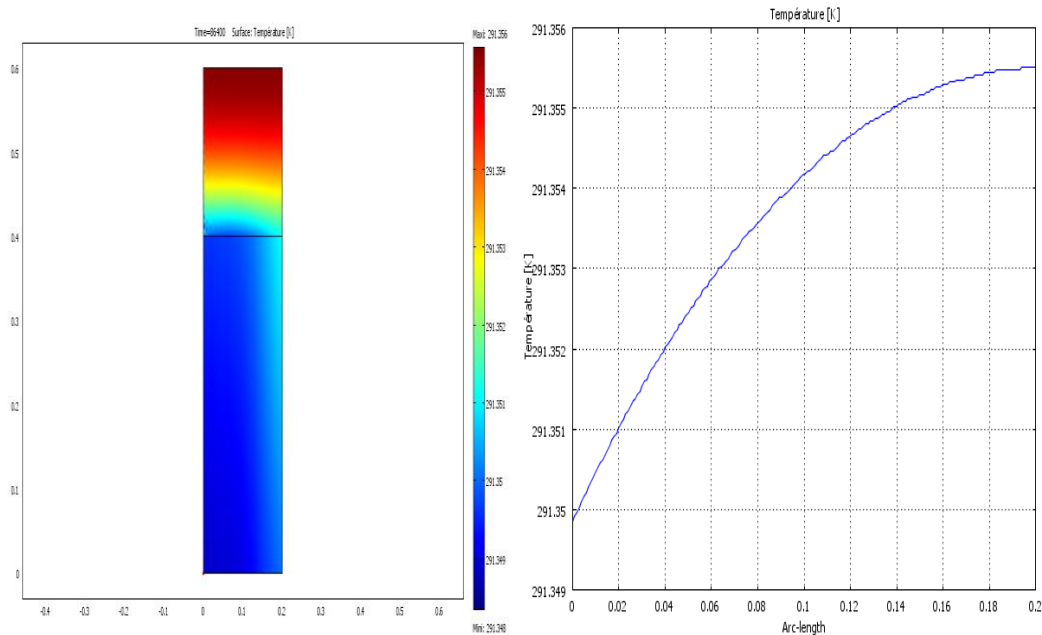 Time=86400 Surface: Température [K]
Maxi: 291.356
0.6
0.5
0.4
0.3
0.2
0.1
0
-0.4 -0.3 -0.2 -0.1 0 0.1 0.2 0.3 0.4 0.5 0.6
291.355
291.354
291.353
291.352
291.351
291.35
291.349
Mini: 291.348
Température [K]
291.356
291.355
291.354
291.353
291.352
291.351
291.35
291.349
Température [K]
0 0.02 0.04 0.06 0.08 0.1 0.12 0.14 0.16 0.18 0.2
Arc-length